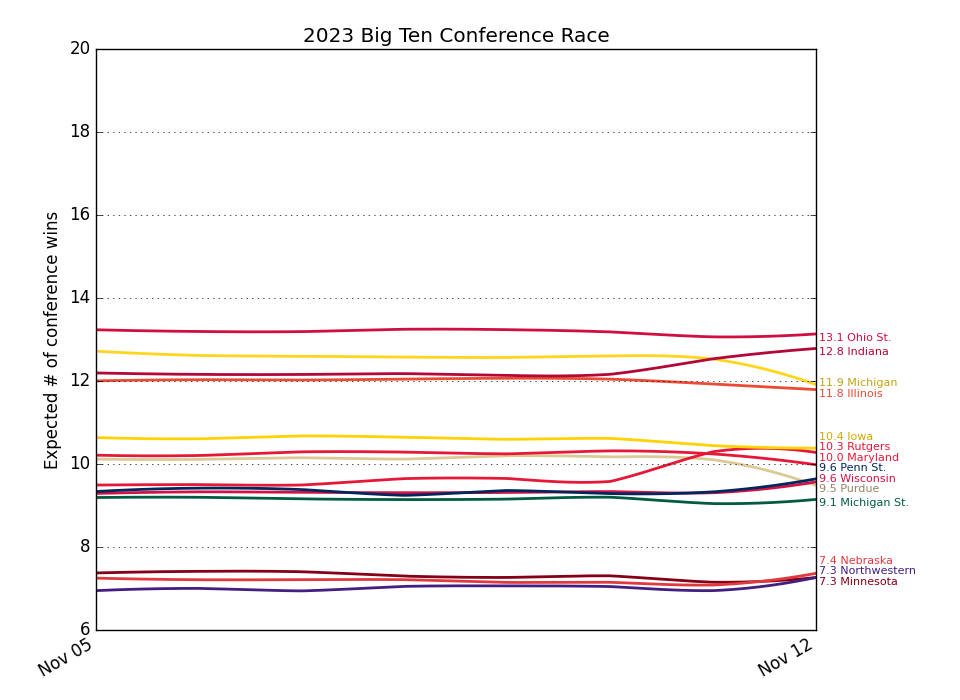 2023 Big Ten Conference Race
Expected # of conference wins
20
18
16
14
12
10
8
6
Nov 05
Nov 12
13.1 Ohio St.
12.8 Indiana
11.9 Michigan
11.8 Illinois
10.4 Iowa
10.3 Rutgers
10.0 Maryland
9.6 Penn St.
9.6 Wisconsin
9.5 Purdue
9.1 Michigan St.
7.4 Nebraska
7.3 Northwestern
7.3 Minnesota